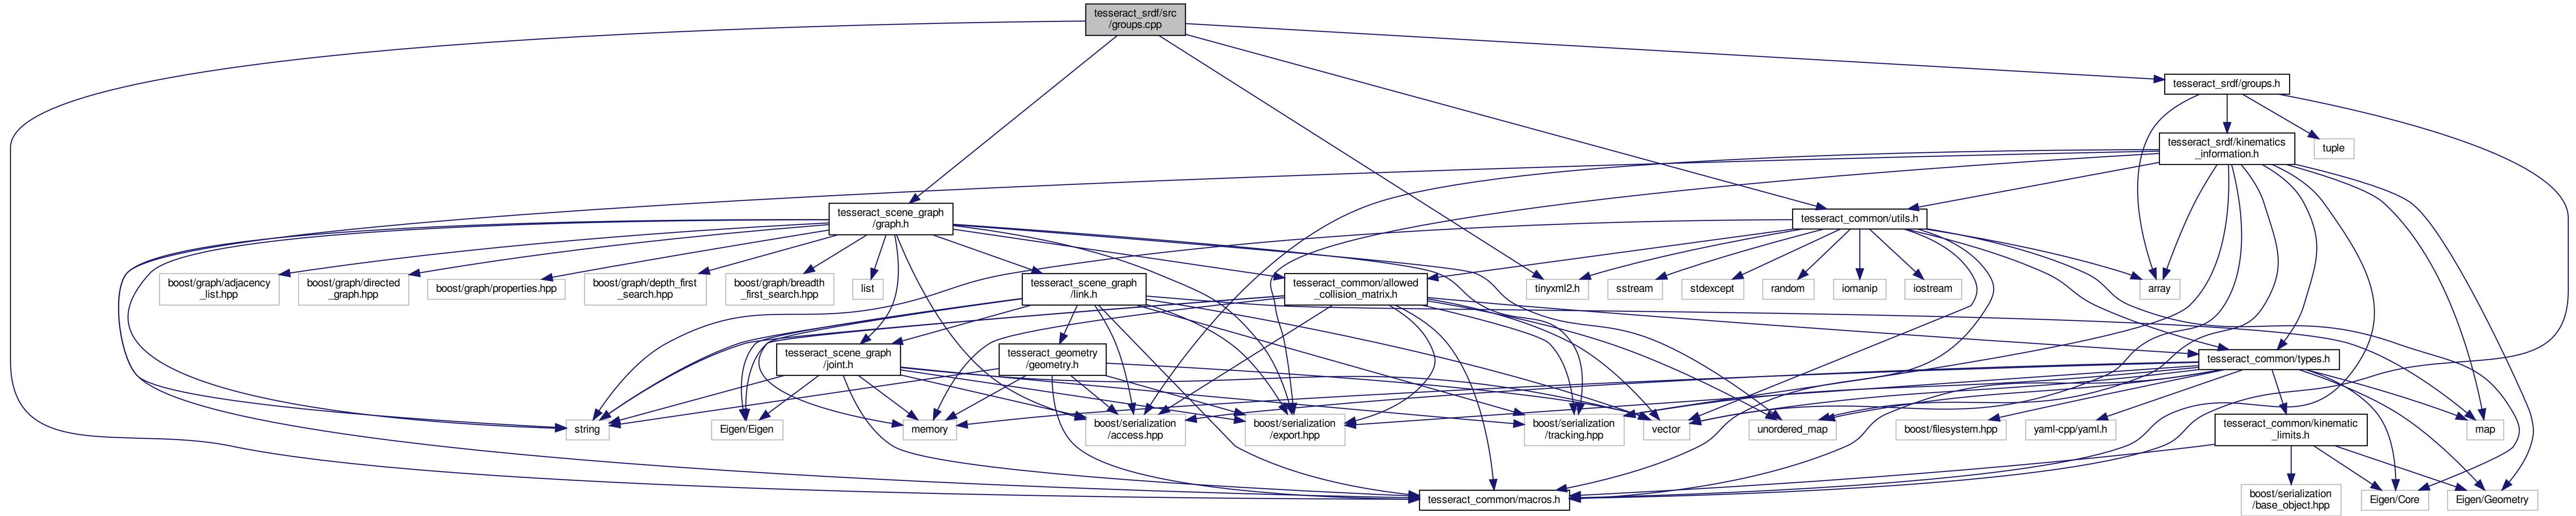 tesseract_srdf/src
/groups.cpp
tesseract_srdf/groups.h
tesseract_srdf/kinematics
_information.h
tuple
tesseract_scene_graph
/graph.h
tesseract_common/utils.h
boost/graph/adjacency
_list.hpp
boost/graph/directed
_graph.hpp
boost/graph/properties.hpp
boost/graph/depth_first
_search.hpp
boost/graph/breadth
_first_search.hpp
list
tesseract_scene_graph
/link.h
tesseract_common/allowed
_collision_matrix.h
tinyxml2.h
sstream
stdexcept
random
iomanip
iostream
array
tesseract_scene_graph
/joint.h
tesseract_geometry
/geometry.h
tesseract_common/types.h
string
Eigen/Eigen
memory
boost/serialization
/access.hpp
boost/serialization
/export.hpp
boost/serialization
/tracking.hpp
vector
unordered_map
boost/filesystem.hpp
yaml-cpp/yaml.h
tesseract_common/kinematic
_limits.h
map
tesseract_common/macros.h
boost/serialization
/base_object.hpp
Eigen/Core
Eigen/Geometry